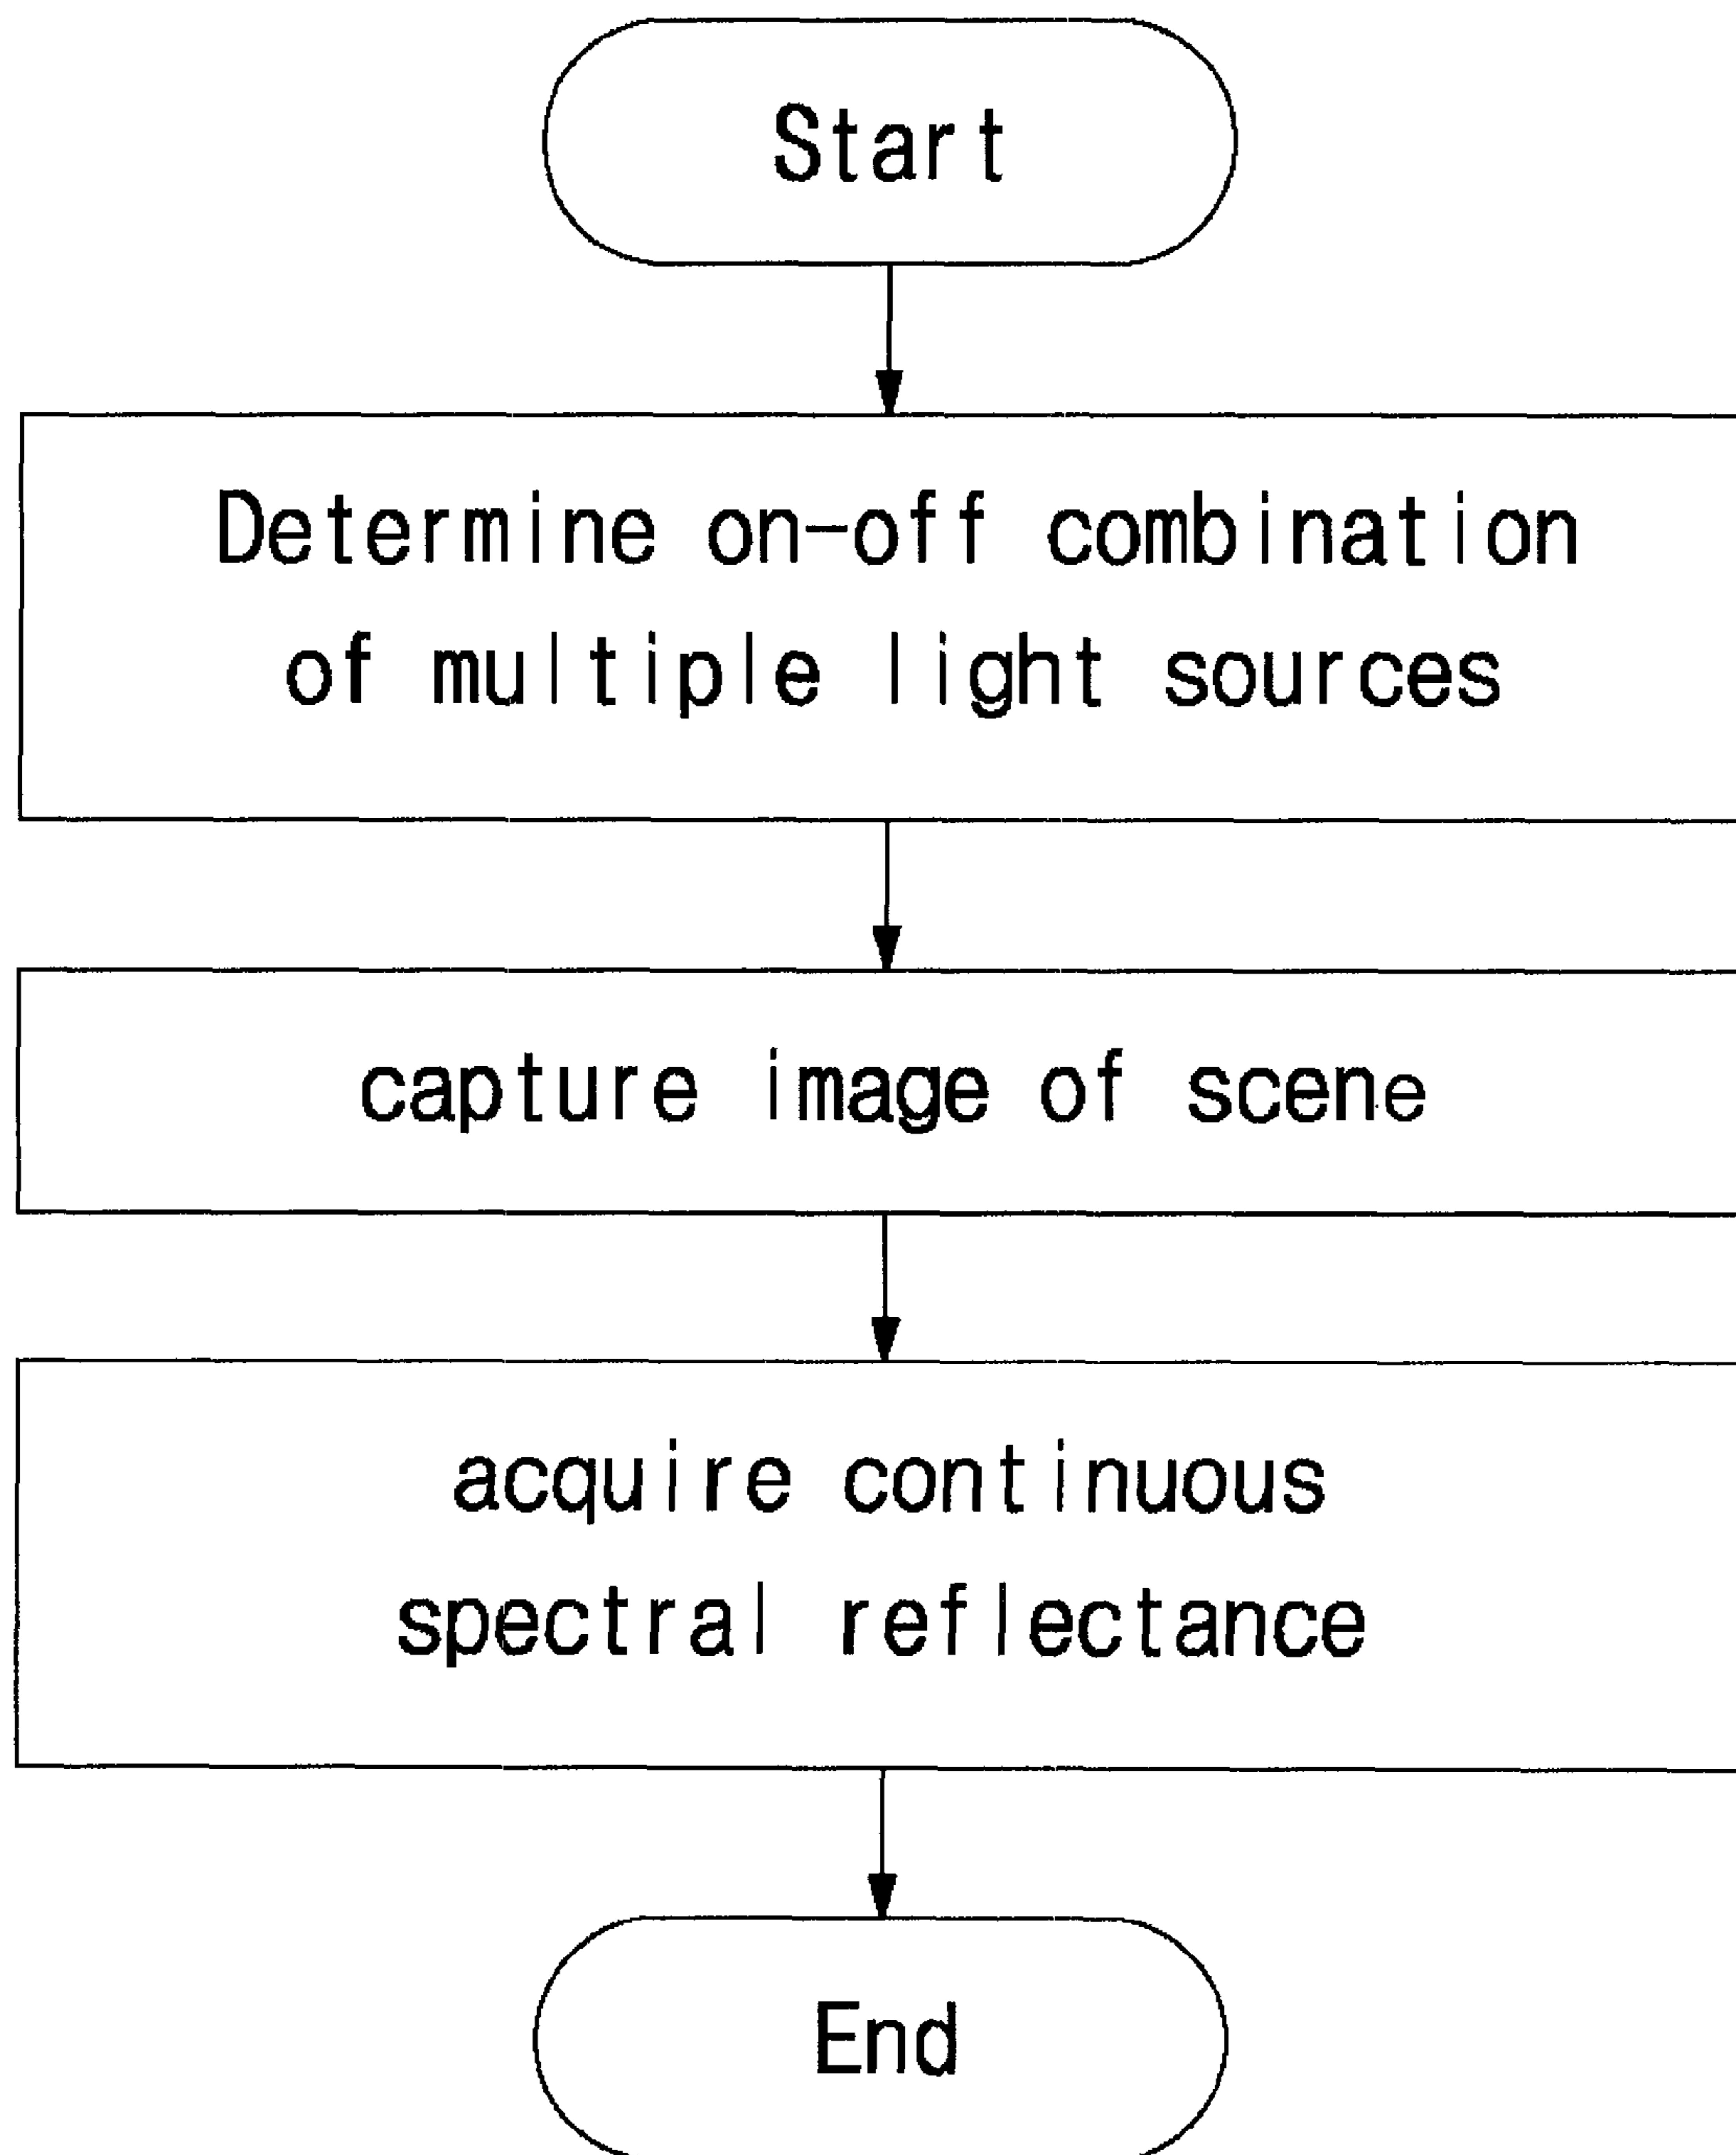 Start
Determine on-off combination
of multiple light sources
capture image of scene
acquire continuous
spectral reflectance
End